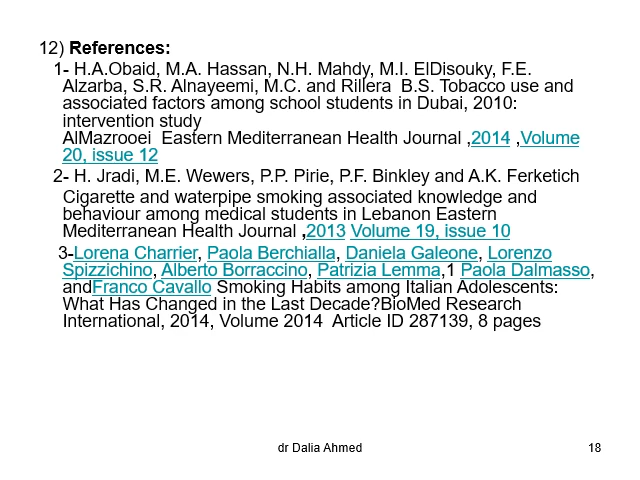 12) References:
1- H.A.Obaid, M.A. Hassan, N.H. Mahdy, M.I. ElDisouky, F.E.
Alzarba, S.R. Alnayeemi, M.C. and Rillera  B.S. Tobacco use and
associated factors among school students in Dubai, 2010:
intervention study
AlMazrooei  Eastern Mediterranean Health Journal ,2014 ,Volume
20, issue 12
2- H. Jradi, M.E. Wewers, P.P. Pirie, P.F. Binkley and A.K. Ferketich
Cigarette and waterpipe smoking associated knowledge and
behaviour among medical students in Lebanon Eastern
Mediterranean Health Journal ,2013 Volume 19, issue 10
3-Lorena Charrier, Paola Berchialla, Daniela Galeone, Lorenzo
Spizzichino, Alberto Borraccino, Patrizia Lemma,1 Paola Dalmasso,
andFranco Cavallo Smoking Habits among Italian Adolescents:
What Has Changed in the Last Decade?BioMed Research
International, 2014, Volume 2014  Article ID 287139, 8 pages
dr Dalia Ahmed
18